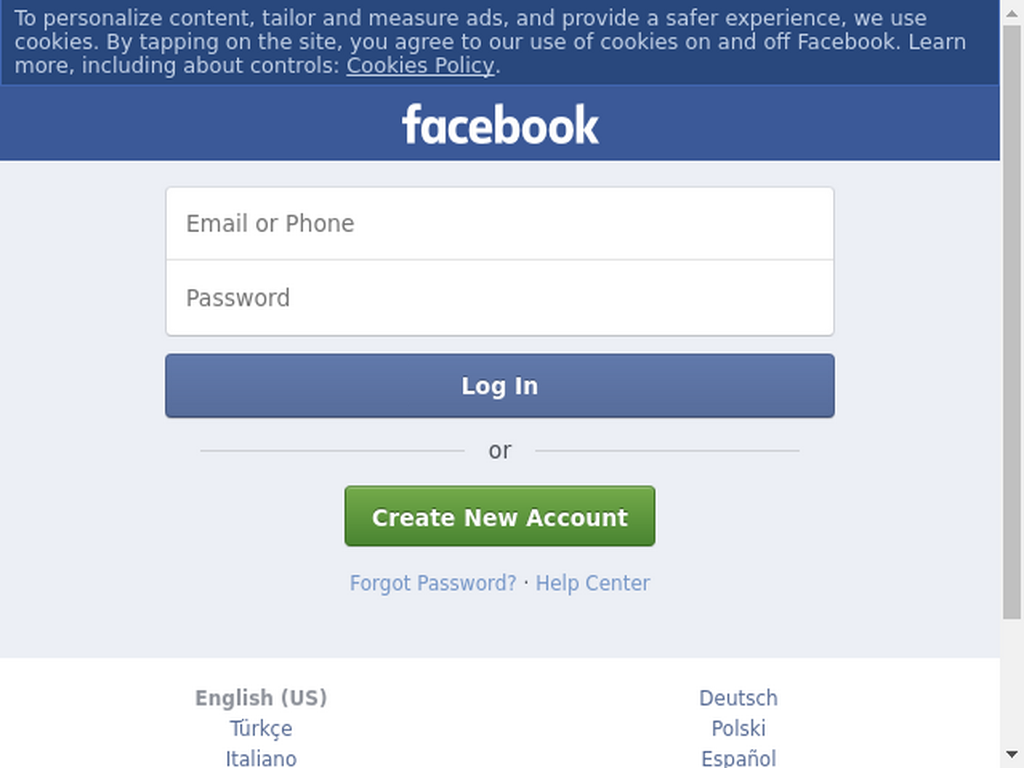 To personalize content, tailor and measure ads, and provide a safer experience, we use
cookies. By tapping on the site, you agree to our use of cookies on and off Facebook. Learn
more, including about controls: Cookies Policy.
facebook
Email or Phone
Password
Log In
or
Create New Account
Forgot Password? · Help Center
English (US)
Deutsch
Türkçe
Polski
Italiano
Español